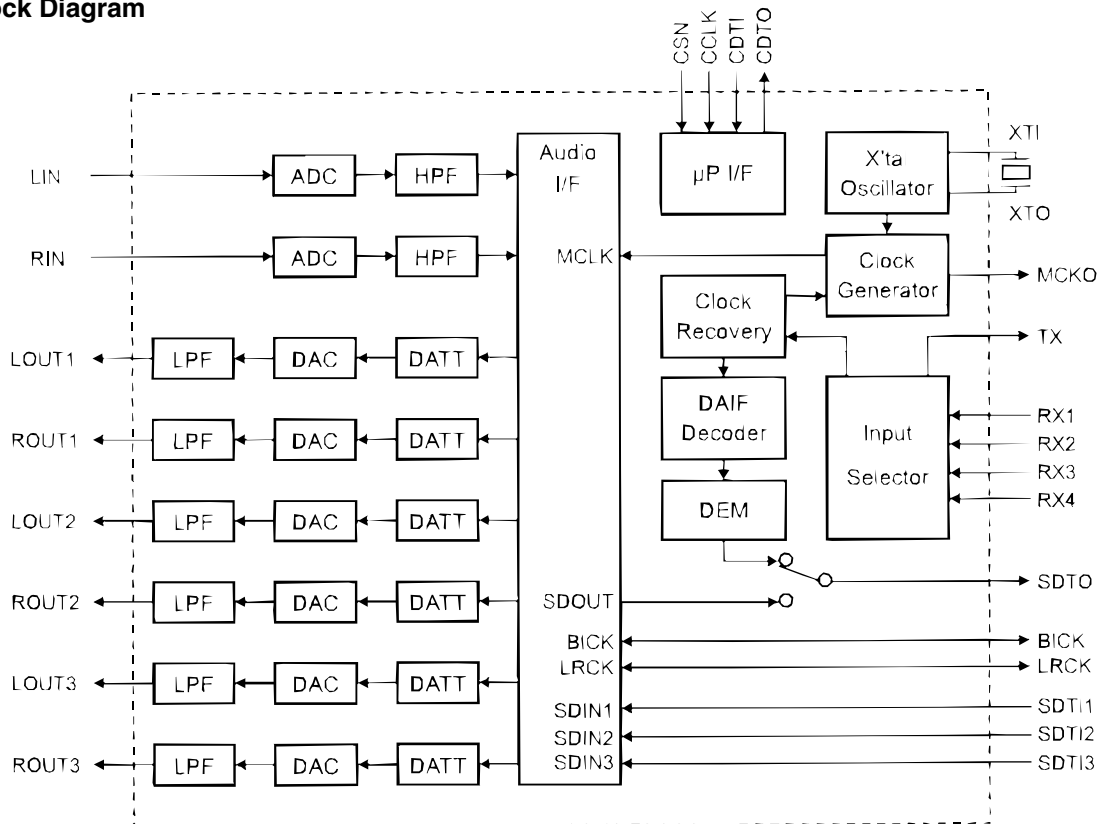 ock Diagram
CSN
CCLK
CDTI
CDTO
XTI
XTO
LIN
ADC
HPF
Audio
I/F
µP I/F
X'ta
Oscillator
RIN
ADC
HPF
MCLK
Clock
Generator
MCKO
Clock
Recovery
TX
LOUT1
LPF
DAC
DATT
DAIF
Decoder
Input
Selector
RX1
RX2
RX3
RX4
ROUT1
LPF
DAC
DATT
DEM
LOUT2
LPF
DAC
DATT
SDTO
ROUT2
LPF
DAC
DATT
SDOUT
BICK
BICK
LRCK
LRCK
LOUT3
LPF
DAC
DATT
SDIN1
SDTI1
SDIN2
SDTI2
SDIN3
SDTI3
ROUT3
LPF
DAC
DATT